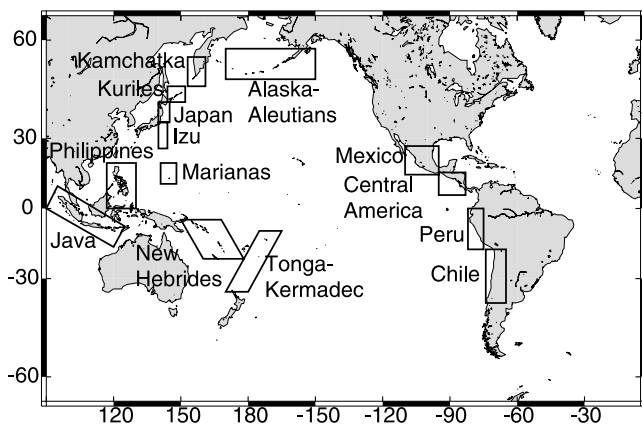 Kamchatka
Kuriles
Alaska-
Aleutians
Japan
Izu
Philippines
Marianas
Mexico
Central
America
Java
New
Hebrides
Tonga-
Kermadec
Peru
Chile
60
30
0
-30
-60
120 150 180 -150 -120 -90 -60 -30